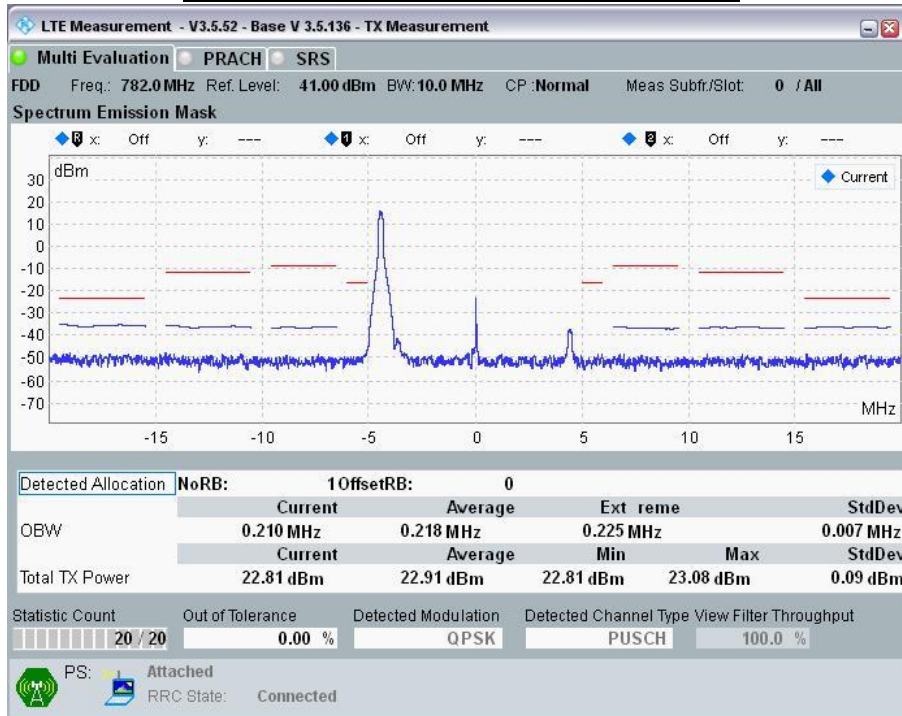 LTE Measurement - V3.5.52 - Base V 3.5.136 - TX Measurement
Multi Evaluation PRACH SRS
FDD Freq.: 782.0 MHz Ref. Level: 41.00 dBm BW: 10.0 MHz CP :Normal Meas Subfr./Slot: 0 / All
Spectrum Emission Mask
R x: Off y: --- 1 x: Off y: --- 2 x: Off y: ---
dBm
Current
30
20
10
0
-10
-20
-30
-40
-50
-60
-70
MHz
-15 -10 -5 0 5 10 15
Detected Allocation NoRB: 1 OffsetRB: 0
Current Average Ext reme StdDev
OBW 0.210 MHz 0.218 MHz 0.225 MHz 0.007 MHz
Current Average Min Max StdDev
Total TX Power 22.81 dBm 22.91 dBm 22.81 dBm 23.08 dBm 0.09 dBm
Statistic Count Out of Tolerance Detected Modulation Detected Channel Type View Filter Throughput
20 / 20 0.00 % QPSK PUSCH 100.0 %
PS: Attached
RRC State: Connected